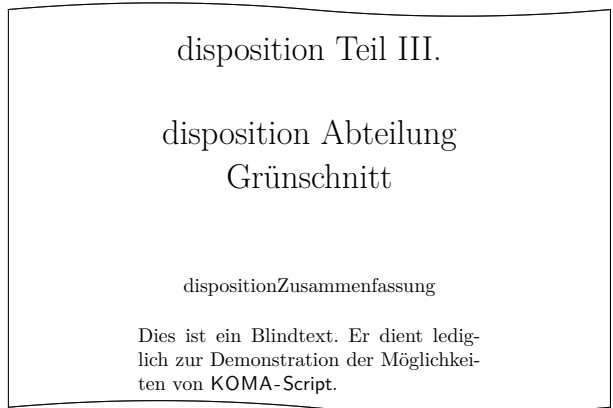 disposition Teil III.
disposition Abteilung
Grünschnitt
dispositionZusammenfassung
Dies ist ein Blindtext. Er dient ledig-
lich zur Demonstration der Möglichkei-
ten von KOMA-Script.